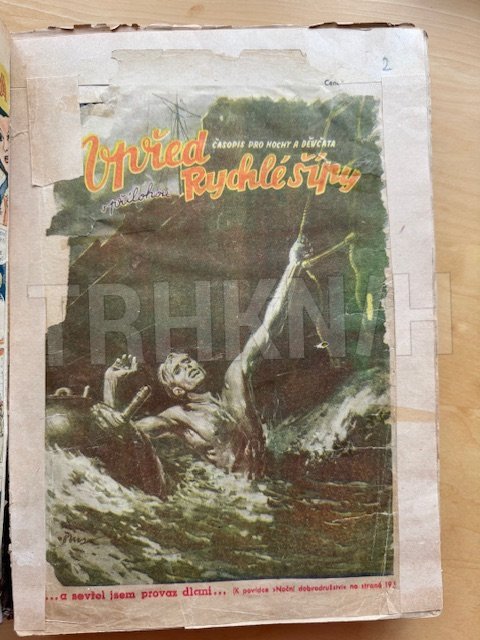 Cena
2
Vpřed
ČASOPIS PRO HOCHY A DĚVČATA
s přílohou Rychlé šípy
TRHKNIH
...a sevřel jsem provaz dlaní... (K povídce »Noční dobrodružství« na straně 19.)